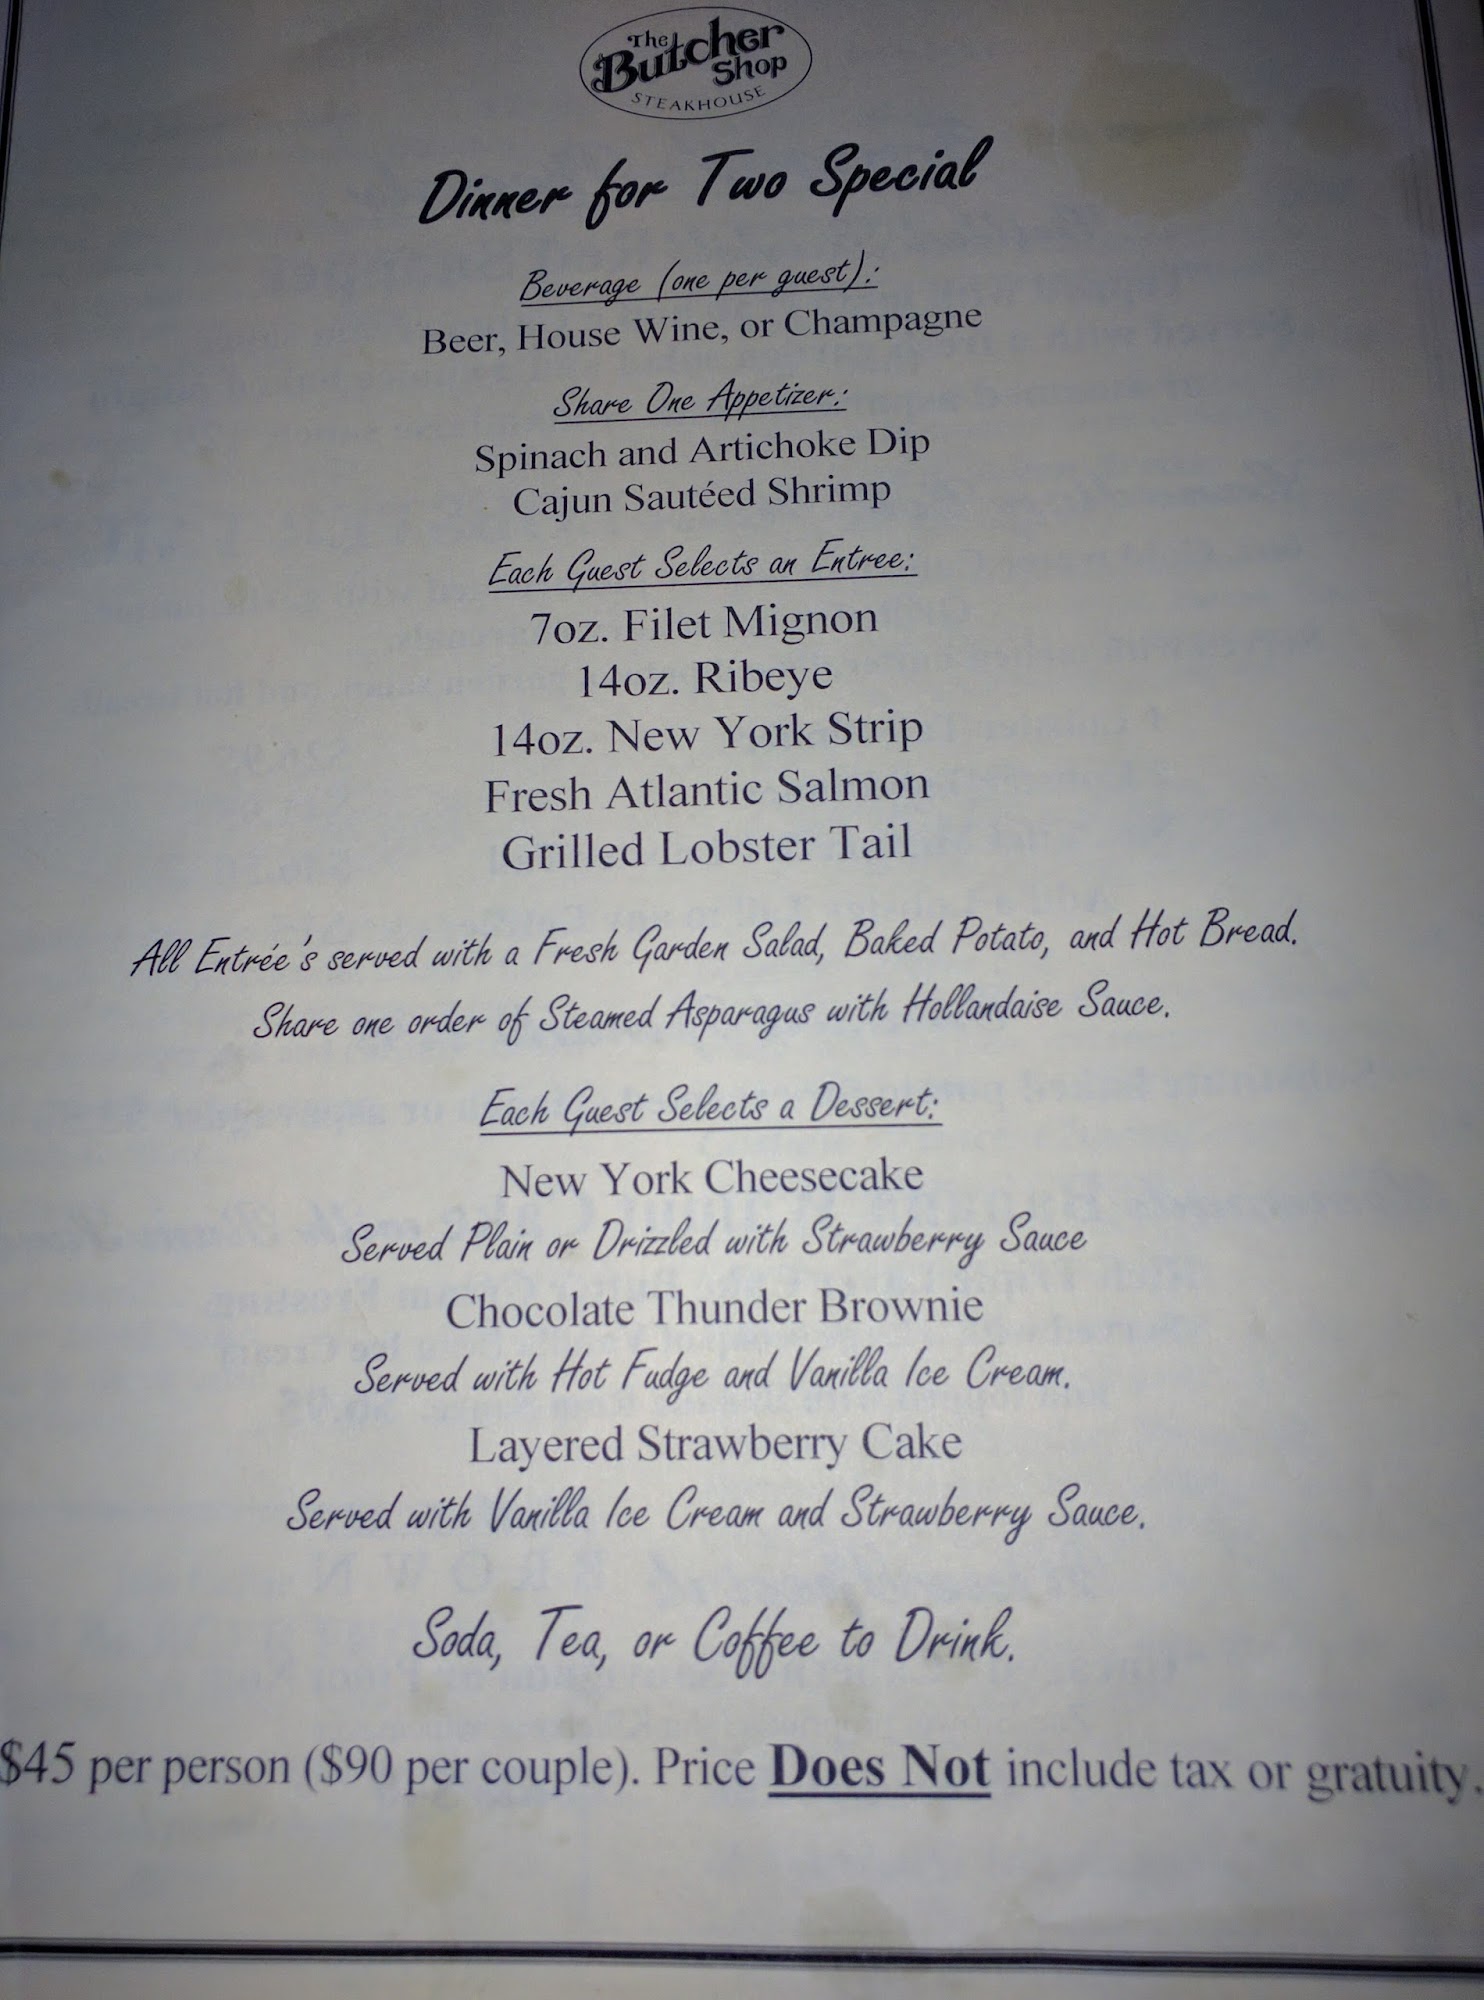 The
Butcher
Shop
STEAKHOUSE
Dinner for Two Special
Beverage (one per guest):
Beer, House Wine, or Champagne
Share One Appetizer:
Spinach and Artichoke Dip
Cajun Sautéed Shrimp
Each Guest Selects an Entree:
7oz. Filet Mignon
14oz. Ribeye
14oz. New York Strip
Fresh Atlantic Salmon
Grilled Lobster Tail
All Entrée's served with a Fresh Garden Salad, Baked Potato, and Hot Bread.
Share one order of Steamed Asparagus with Hollandaise Sauce.
Each Guest Selects a Dessert:
New York Cheesecake
Served Plain or Drizzled with Strawberry Sauce
Chocolate Thunder Brownie
Served with Hot Fudge and Vanilla Ice Cream.
Layered Strawberry Cake
Served with Vanilla Ice Cream and Strawberry Sauce.
Soda, Tea, or Coffee to Drink.
$45 per person ($90 per couple). Price Does Not include tax or gratuity.